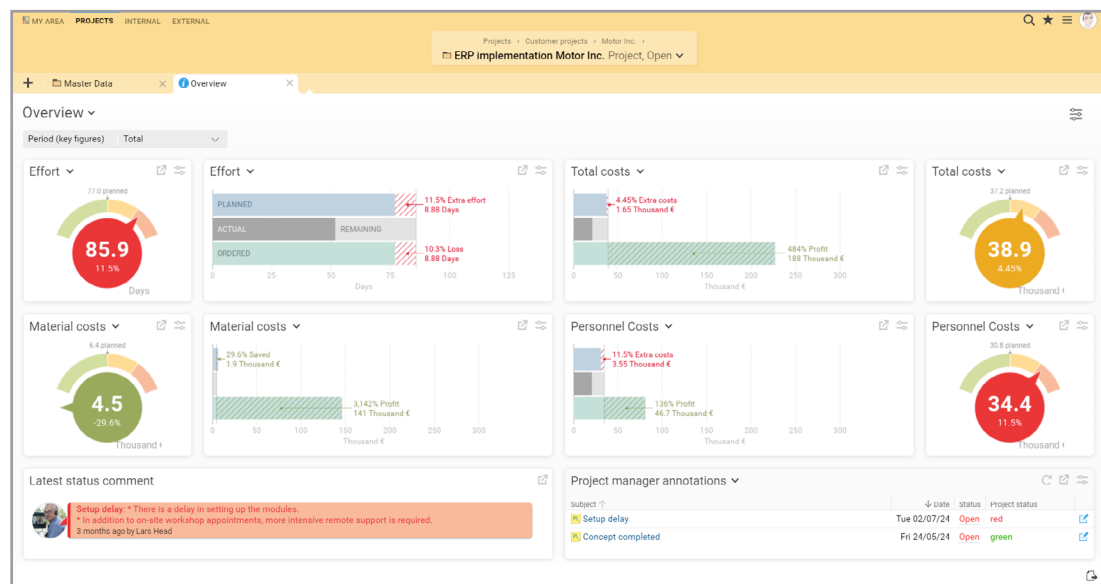 MY AREA PROJECTS INTERNAL EXTERNAL
Projects › Customer projects › Motor Inc. ›
ERP implementation Motor Inc. Project, Open
Master Data
Overview
Overview
Period (key figures) Total
Effort
77.0 planned
85.9
11.5%
Days
Effort
PLANNED
11.5% Extra effort
8.88 Days
ACTUAL REMAINING
ORDERED
10.3% Loss
8.88 Days
0 25 50 75 100 125
Days
Total costs
4.45% Extra costs
1.65 Thousand €
484% Profit
188 Thousand €
0 50 100 150 200 250 300
Thousand €
Total costs
37.2 planned
38.9
4.45%
Thousand
Material costs
6.4 planned
4.5
-29.6%
Thousand
Material costs
29.6% Saved
1.9 Thousand €
3,142% Profit
141 Thousand €
0 50 100 150 200 250 300
Thousand €
Personnel Costs
11.5% Extra costs
3.55 Thousand €
136% Profit
46.7 Thousand €
0 50 100 150 200 250 300
Thousand €
Personnel Costs
30.8 planned
34.4
11.5%
Thousand
Latest status comment
Setup delay: * There is a delay in setting up the modules.
* In addition to on-site workshop appointments, more intensive remote support is required.
3 months ago by Lars Head
Project manager annotations
Subject Date Status Project status
Setup delay Tue 02/07/24 Open red
Concept completed Fri 24/05/24 Open green